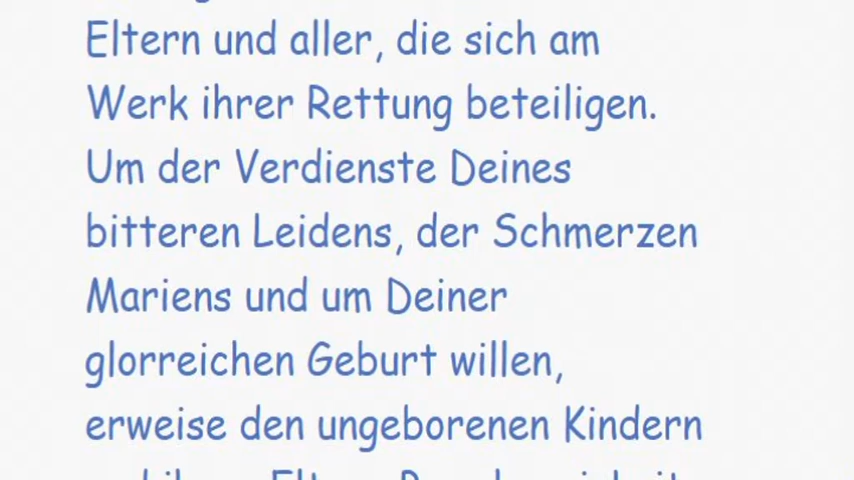 Eltern und aller, die sich am
Werk ihrer Rettung beteiligen.
Um der Verdienste Deines
bitteren Leidens, der Schmerzen
Mariens und um Deiner
glorreichen Geburt willen,
erweise den ungeborenen Kindern